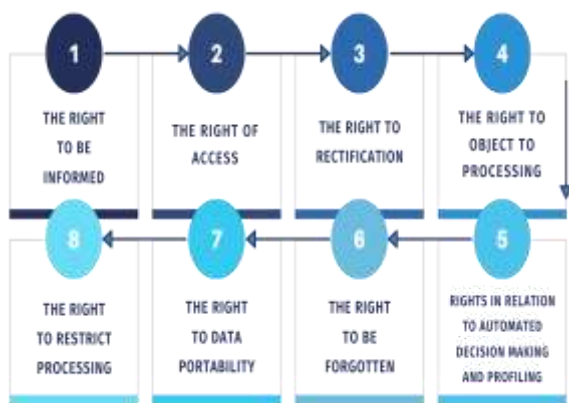 1
THE RIGHT
TO BE
INFORMED
2
THE RIGHT OF
ACCESS
3
THE RIGHT TO
RECTIFICATION
4
THE RIGHT TO
OBJECT TO
PROCESSING
5
RIGHTS IN RELATION
TO AUTOMATED
DECISION MAKING
AND PROFILING
6
THE RIGHT
TO BE
FORGOTTEN
7
THE RIGHT
TO DATA
PORTABILITY
8
THE RIGHT
TO RESTRICT
PROCESSING